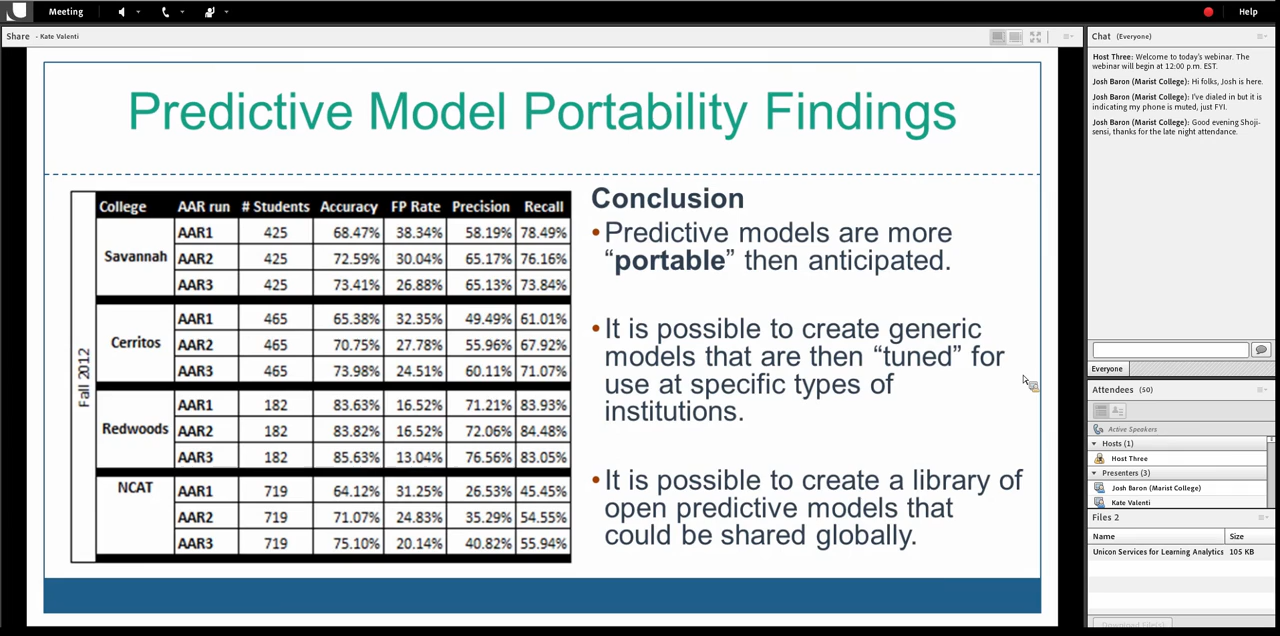 Meeting
Help
Share - Kate Valenti
Predictive Model Portability Findings
Fall 2012
College AAR run # Students Accuracy FP Rate Precision Recall
Savannah
AAR1 425 68.47% 38.34% 58.19% 78.49%
AAR2 425 72.59% 30.04% 65.17% 76.16%
AAR3 425 73.41% 26.88% 65.13% 73.84%
Cerritos
AAR1 465 65.38% 32.35% 49.49% 61.01%
AAR2 465 70.75% 27.78% 55.96% 67.92%
AAR3 465 73.98% 24.51% 60.11% 71.07%
Redwoods
AAR1 182 83.63% 16.52% 71.21% 83.93%
AAR2 182 83.82% 16.52% 72.06% 84.48%
AAR3 182 85.63% 13.04% 76.56% 83.05%
NCAT
AAR1 719 64.12% 31.25% 26.53% 45.45%
AAR2 719 71.07% 24.83% 35.29% 54.55%
AAR3 719 75.10% 20.14% 40.82% 55.94%
Conclusion
•Predictive models are more
“portable” then anticipated.
•It is possible to create generic
models that are then “tuned” for
use at specific types of
institutions.
•It is possible to create a library of
open predictive models that
could be shared globally.
Chat (Everyone)
Host Three: Welcome to today's webinar. The
webinar will begin at 12:00 p.m. EST.
Josh Baron (Marist College): Hi folks, Josh is here.
Josh Baron (Marist College): I've dialed in but it is
indicating my phone is muted, just FYI.
Josh Baron (Marist College): Good evening Shoji-
sensi, thanks for the late night attendance.
Everyone
Attendees (50)
Active Speakers
Hosts (1)
Host Three
Presenters (3)
Josh Baron (Marist College)
Kate Valenti
Files 2
Name Size
Unicon Services for Learning Analytics 105 KB